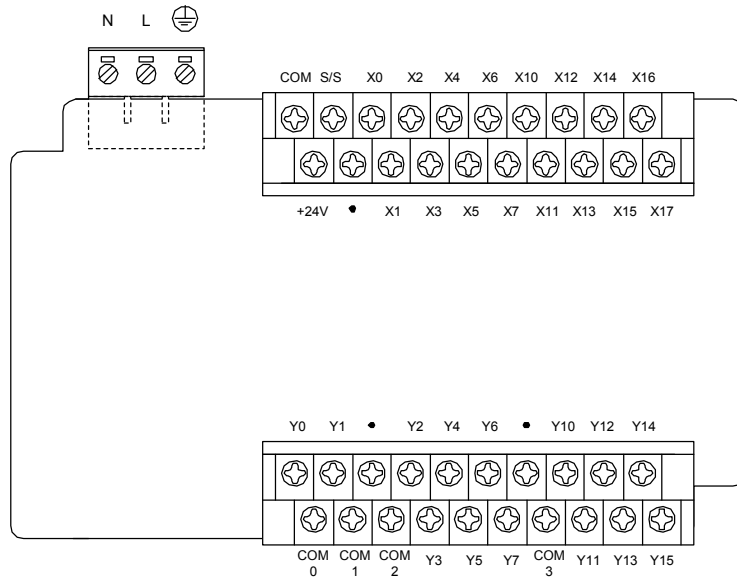 N L
COM S/S X0 X2 X4 X6 X10 X12 X14 X16
+24V • X1 X3 X5 X7 X11 X13 X15 X17
Y0 Y1 • Y2 Y4 Y6 • Y10 Y12 Y14
COM 0 COM 1 COM 2 Y3 Y5 Y7 COM 3 Y11 Y13 Y15